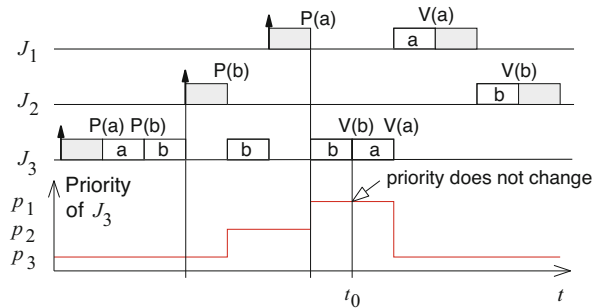 P(a) V(a)
J1 a
P(b) V(b)
J2 b
P(a) P(b) V(b) V(a)
J3 a b b b a
Priority of J3
priority does not change
p1
p2
p3
t0 t